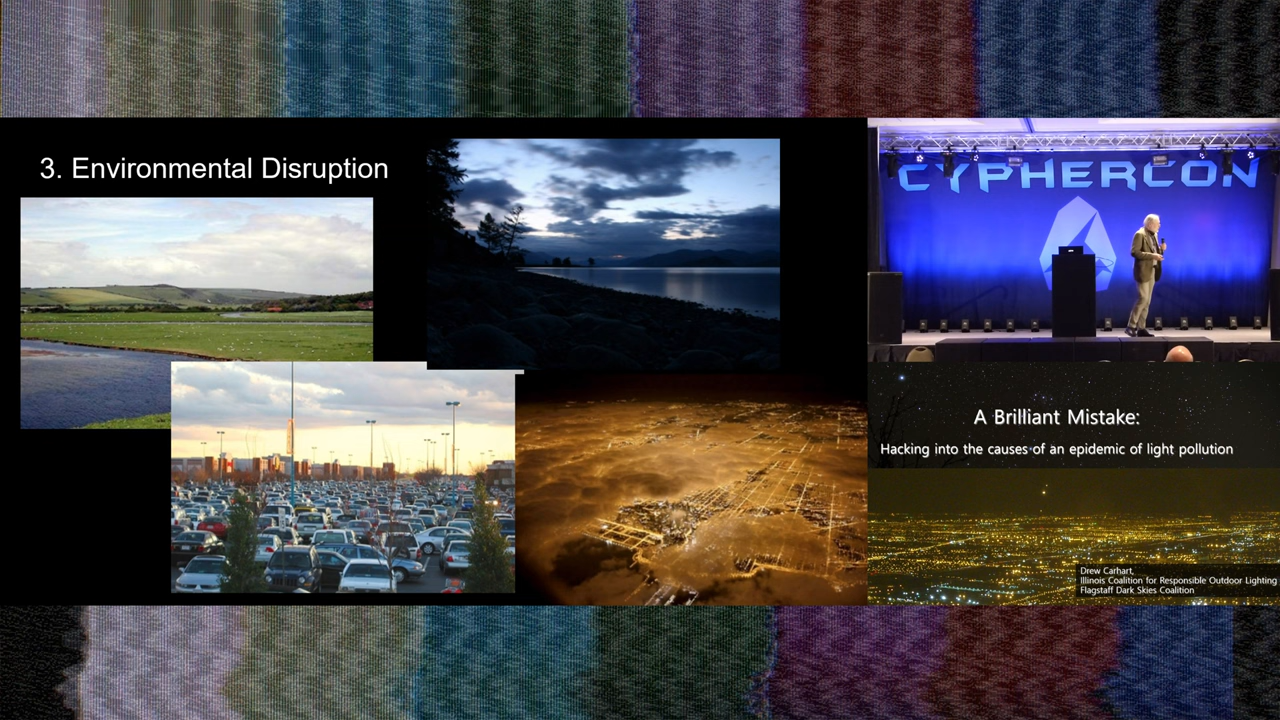 3. Environmental Disruption
CYPHERCON
A Brilliant Mistake:
Hacking into the causes of an epidemic of light pollution
Drew Carhart,
Illinois Coalition for Responsible Outdoor Lighting
Flagstaff Dark Skies Coalition